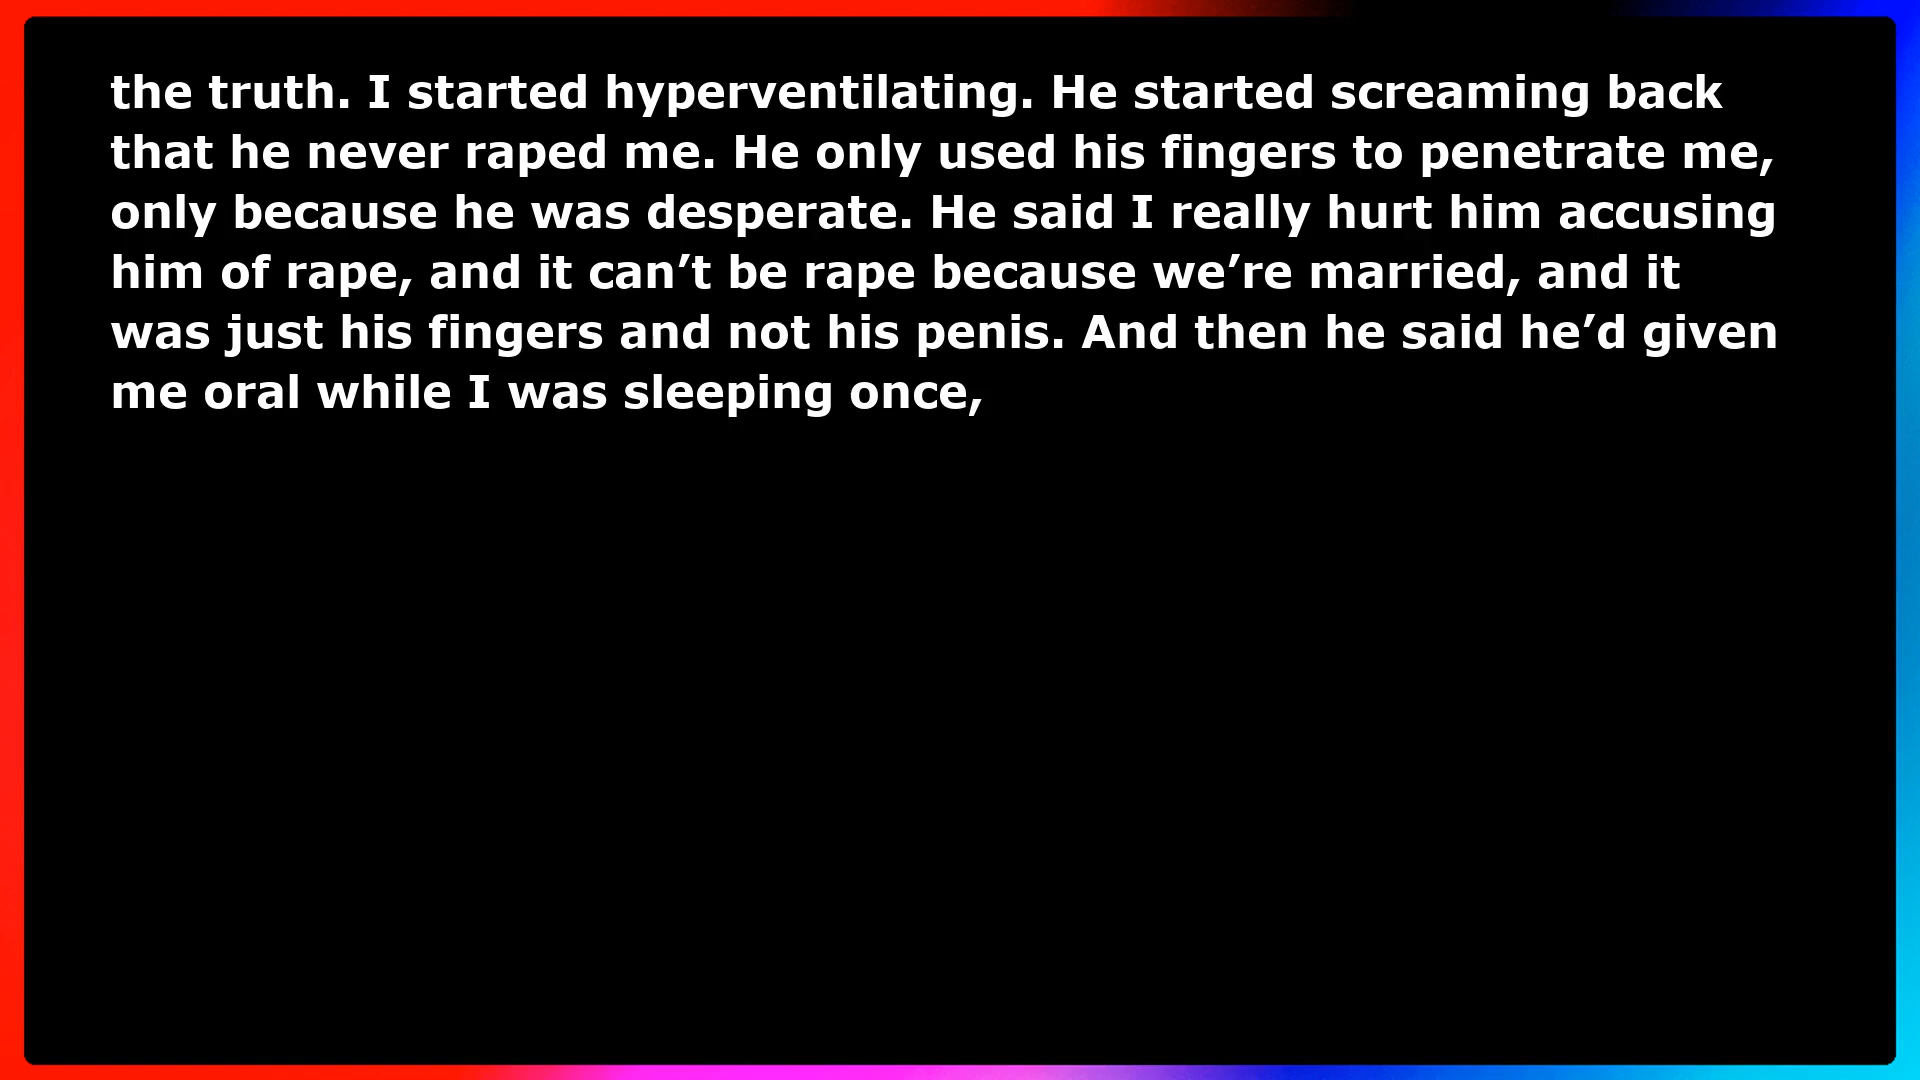 the truth. I started hyperventilating. He started screaming back
that he never raped me. He only used his fingers to penetrate me,
only because he was desperate. He said I really hurt him accusing
him of rape, and it can’t be rape because we’re married, and it
was just his fingers and not his penis. And then he said he’d given
me oral while I was sleeping once,